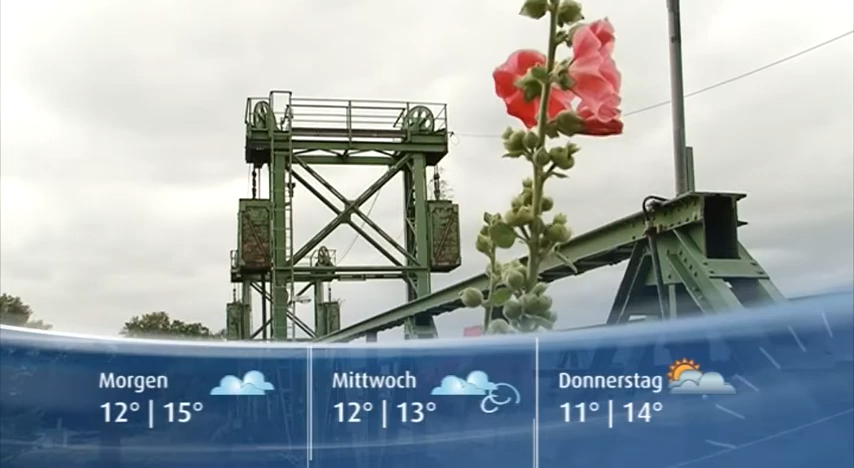 Morgen
12° | 15°
Mittwoch
12° | 13°
Donnerstag
11° | 14°